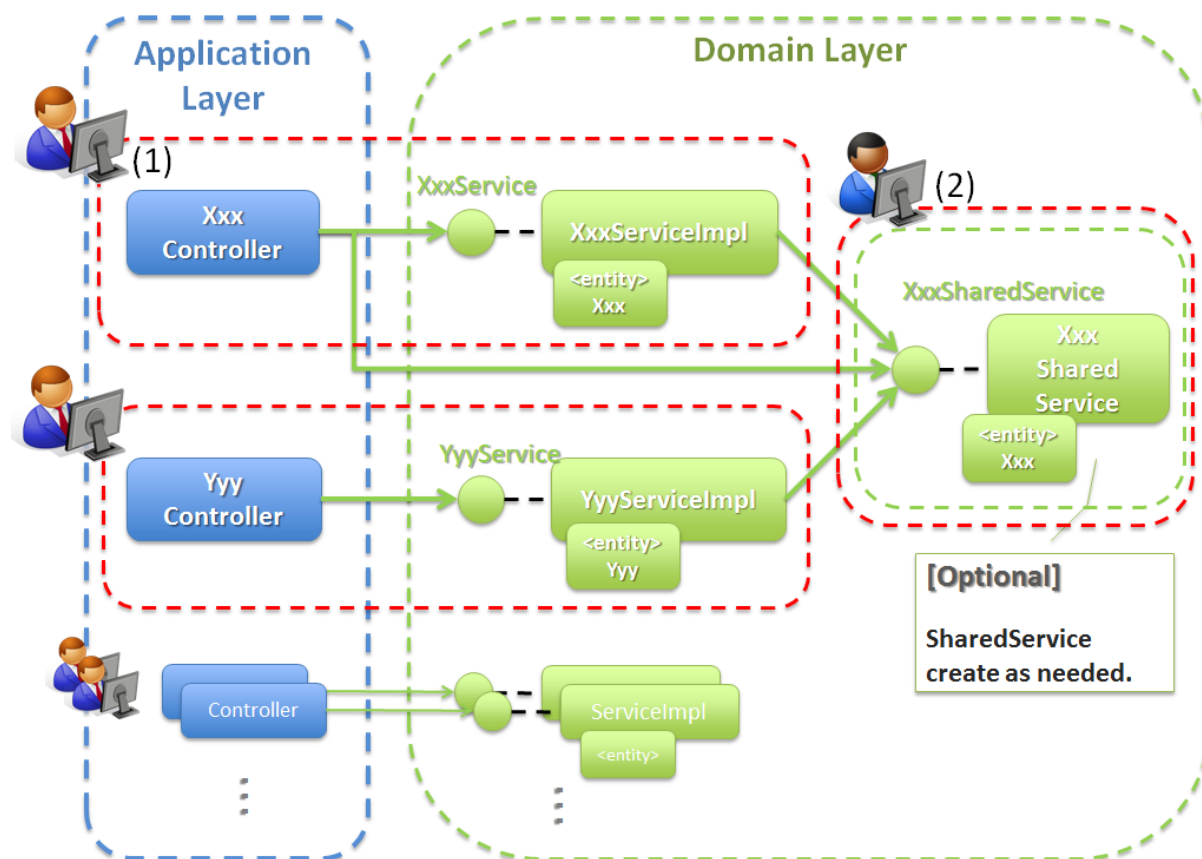 Application
Layer
Domain Layer
(1)
(2)
XxxService
Xxx
Controller
XxxServiceImpl
<entity>
Xxx
XxxSharedService
Xxx
Shared
Service
<entity>
Xxx
YyyService
Yyy
Controller
YyyServiceImpl
<entity>
Yyy
[Optional]
SharedService
create as needed.
Controller
ServiceImpl
<entity>